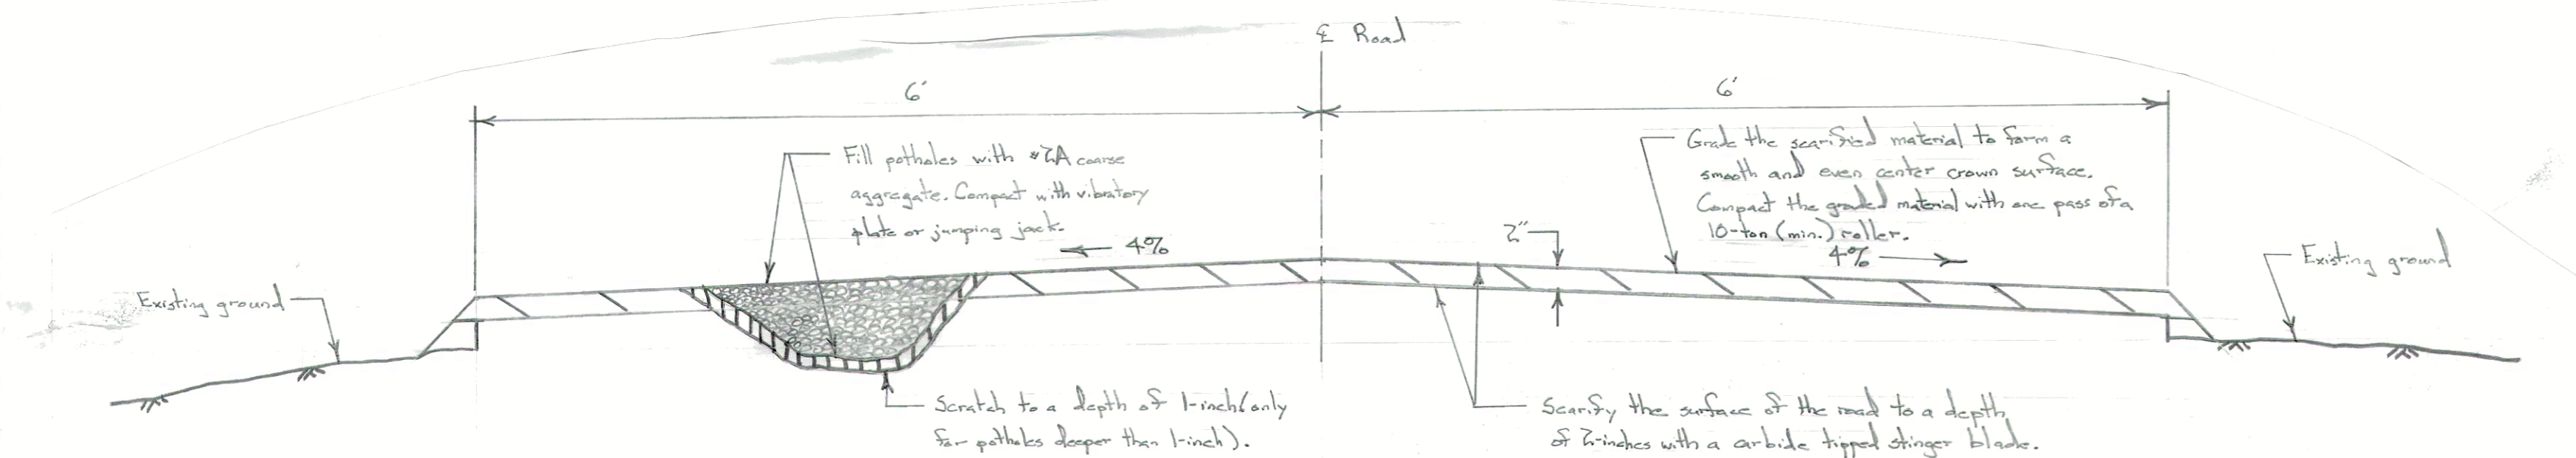 ℄ Road
6'
6'
Fill potholes with #2A coarse
aggregate. Compact with vibratory
plate or jumping jack.
4%
Grade the scarified material to form a
smooth and even center crown surface.
Compact the graded material with one pass of a
10-ton (min.) roller.
4%
2"
Existing ground
Existing ground
Scratch to a depth of 1-inch (only
for potholes deeper than 1-inch).
Scarify the surface of the road to a depth
of 2-inches with a carbide tipped stinger blade.